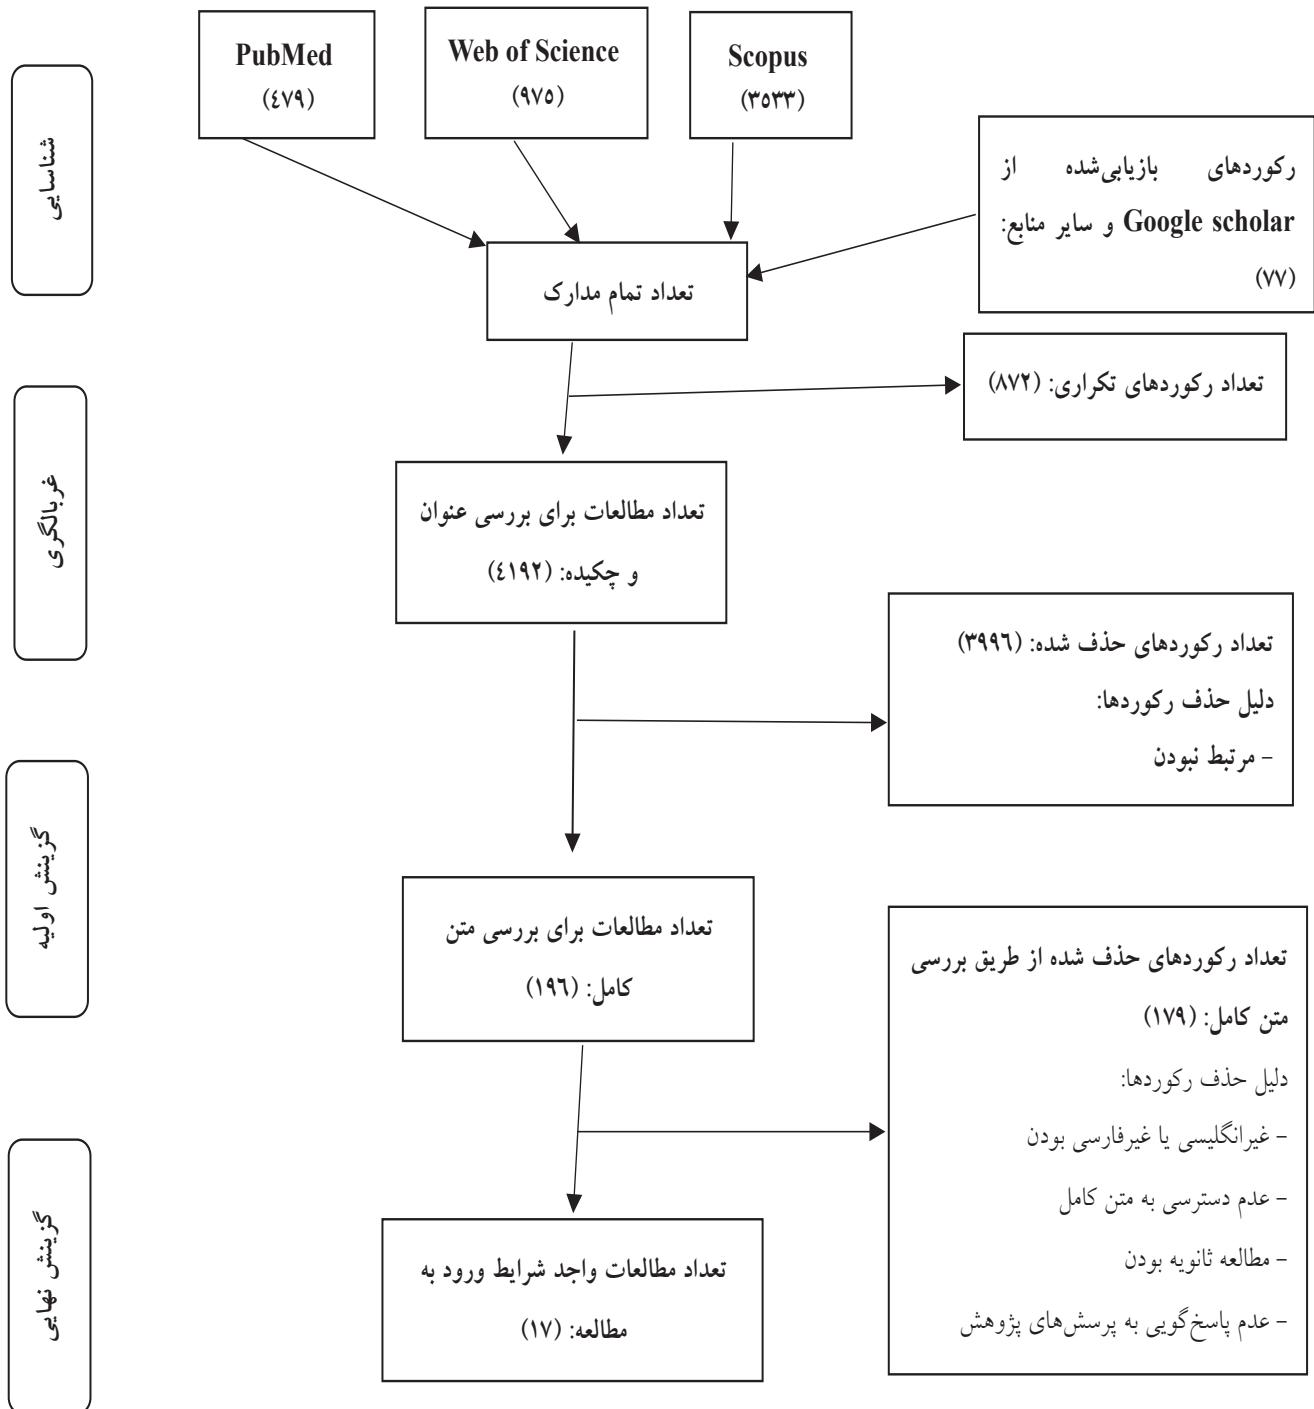 PubMed
(٤٧٩)
Web of Science
(٩٧٥)
Scopus
(٣٥٣٣)
رکوردهای بازیابی‌شده از
Google scholar و سایر منابع:
(٧٧)
شناسایی
تعداد تمام مدارک
تعداد رکوردهای تکراری: (٨٧٢)
غربالگری
تعداد مطالعات برای بررسی عنوان
و چکیده: (٤١٩٢)
تعداد رکوردهای حذف شده: (٣٩٩٦)
دلیل حذف رکوردها:
- مرتبط نبودن
گزینش اولیه
تعداد مطالعات برای بررسی متن
کامل: (١٩٦)
تعداد رکوردهای حذف شده از طریق بررسی
متن کامل: (١٧٩)
دلیل حذف رکوردها:
- غیرانگلیسی یا غیرفارسی بودن
- عدم دسترسی به متن کامل
- مطالعه ثانویه بودن
- عدم پاسخ‌گویی به پرسش‌های پژوهش
گزینش نهایی
تعداد مطالعات واجد شرایط ورود به
مطالعه: (١٧)